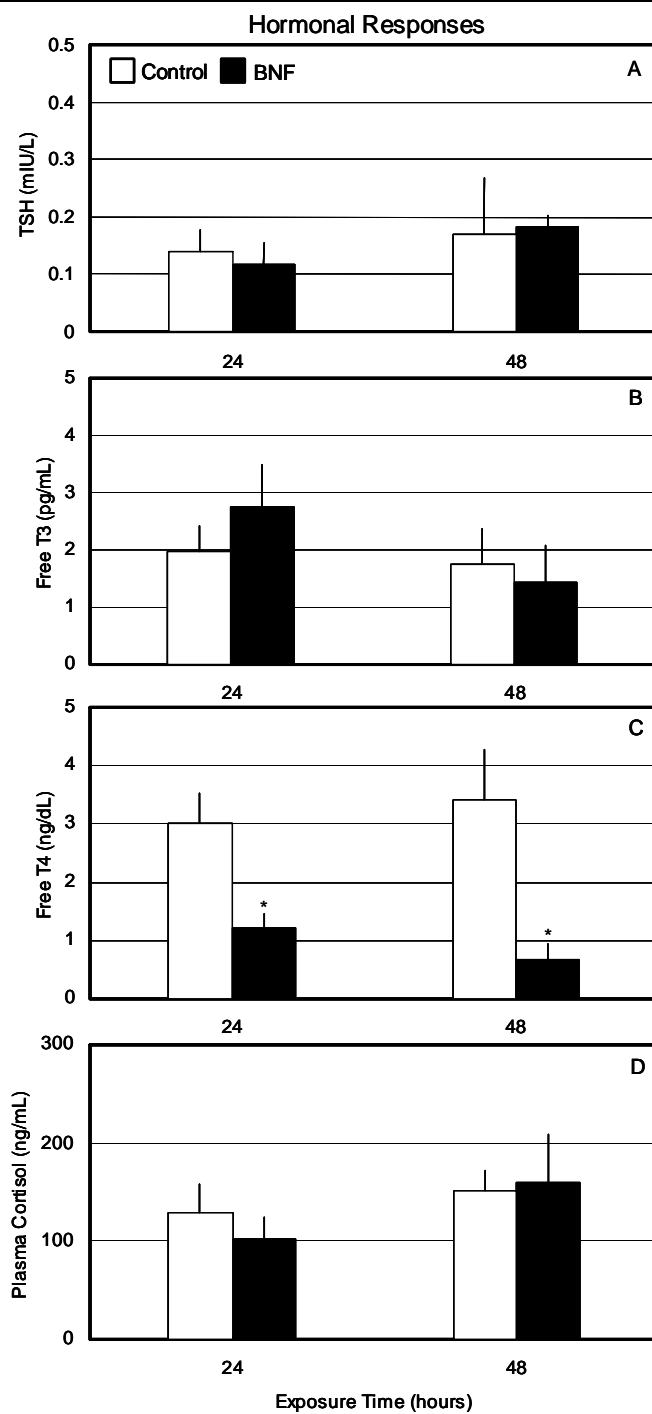 Hormonal Responses
TSH (mIU/L)
0.5
0.4
0.3
0.2
0.1
0
Control BNF
A
24 48
Free T3 (pg/mL)
5
4
3
2
1
0
B
24 48
Free T4 (ng/dL)
5
4
3
2
1
0
C
*
*
24 48
Plasma Cortisol (ng/mL)
300
200
100
0
D
24 48
Exposure Time (hours)